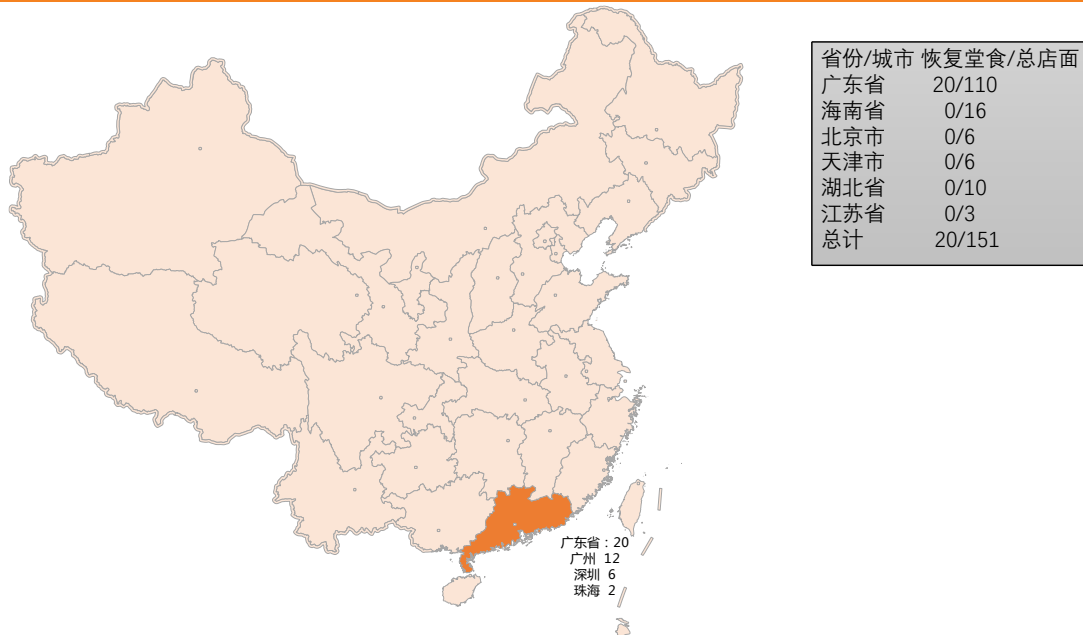 省份/城市 恢复堂食/总店面
广东省 20/110
海南省 0/16
北京市 0/6
天津市 0/6
湖北省 0/10
江苏省 0/3
总计 20/151
广东省：20
广州 12
深圳 6
珠海 2